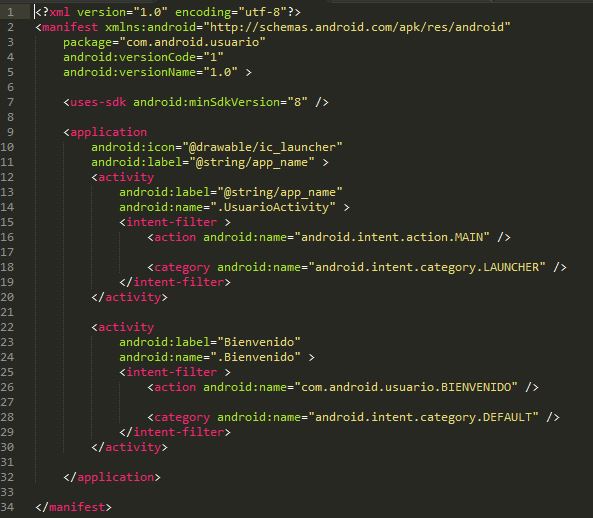 1 <?xml version="1.0" encoding="utf-8"?>
2 <manifest xmlns:android="http://schemas.android.com/apk/res/android"
3     package="com.android.usuario"
4     android:versionCode="1"
5     android:versionName="1.0" >
6
7     <uses-sdk android:minSdkVersion="8" />
8
9     <application
10         android:icon="@drawable/ic_launcher"
11         android:label="@string/app_name" >
12         <activity
13             android:label="@string/app_name"
14             android:name=".UsuarioActivity" >
15             <intent-filter >
16                 <action android:name="android.intent.action.MAIN" />
17
18                 <category android:name="android.intent.category.LAUNCHER" />
19             </intent-filter>
20         </activity>
21
22         <activity
23             android:label="Bienvenido"
24             android:name=".Bienvenido" >
25             <intent-filter >
26                 <action android:name="com.android.usuario.BIENVENIDO" />
27
28                 <category android:name="android.intent.category.DEFAULT" />
29             </intent-filter>
30         </activity>
31
32     </application>
33
34 </manifest>